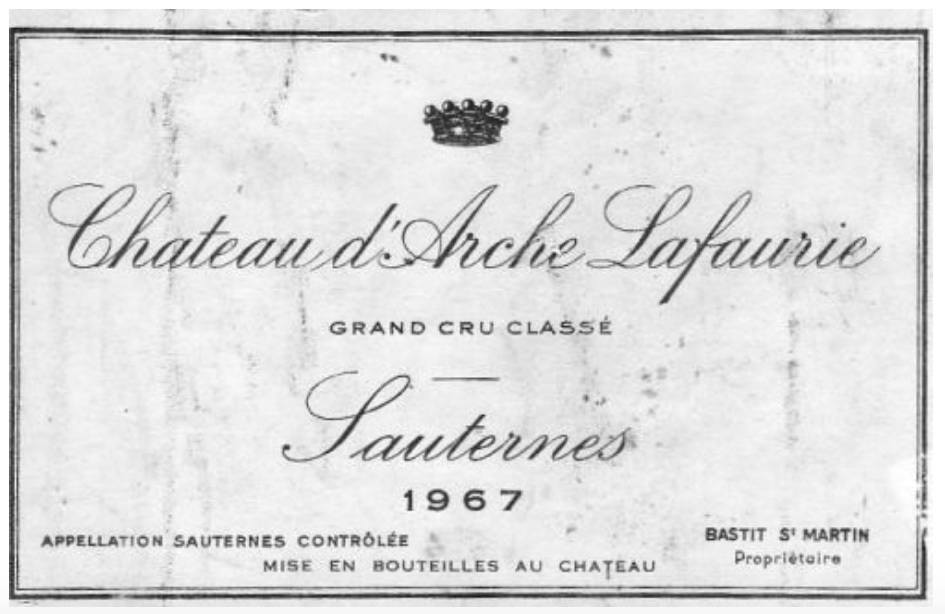 Chateau d'Arche Lafaurie
GRAND CRU CLASSÉ
Sauternes
1967
APPELLATION SAUTERNES CONTRÔLÉE
MISE EN BOUTEILLES AU CHATEAU
BASTIT St MARTIN
Propriétaire